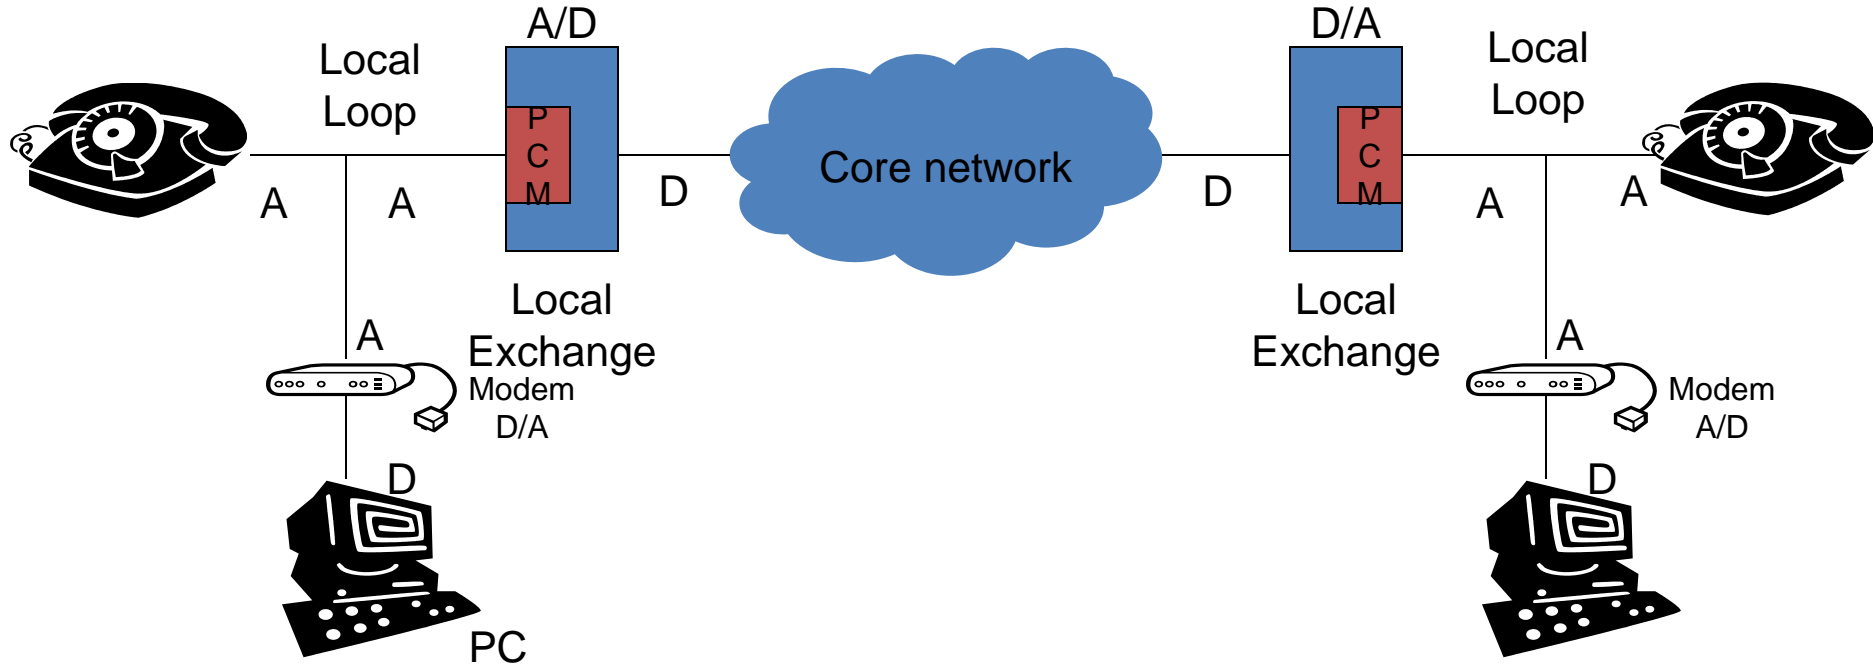 A/D
D/A
Local
Loop
Local
Loop
P
C
M
P
C
M
Core network
A
A
D
D
A
A
Local
Exchange
Local
Exchange
A
Modem
D/A
A
Modem
A/D
D
D
PC